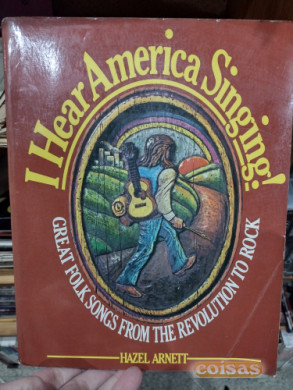 I Hear America Singing!
GREAT FOLK SONGS FROM THE REVOLUTION TO ROCK
HAZEL ARNETT
coisas